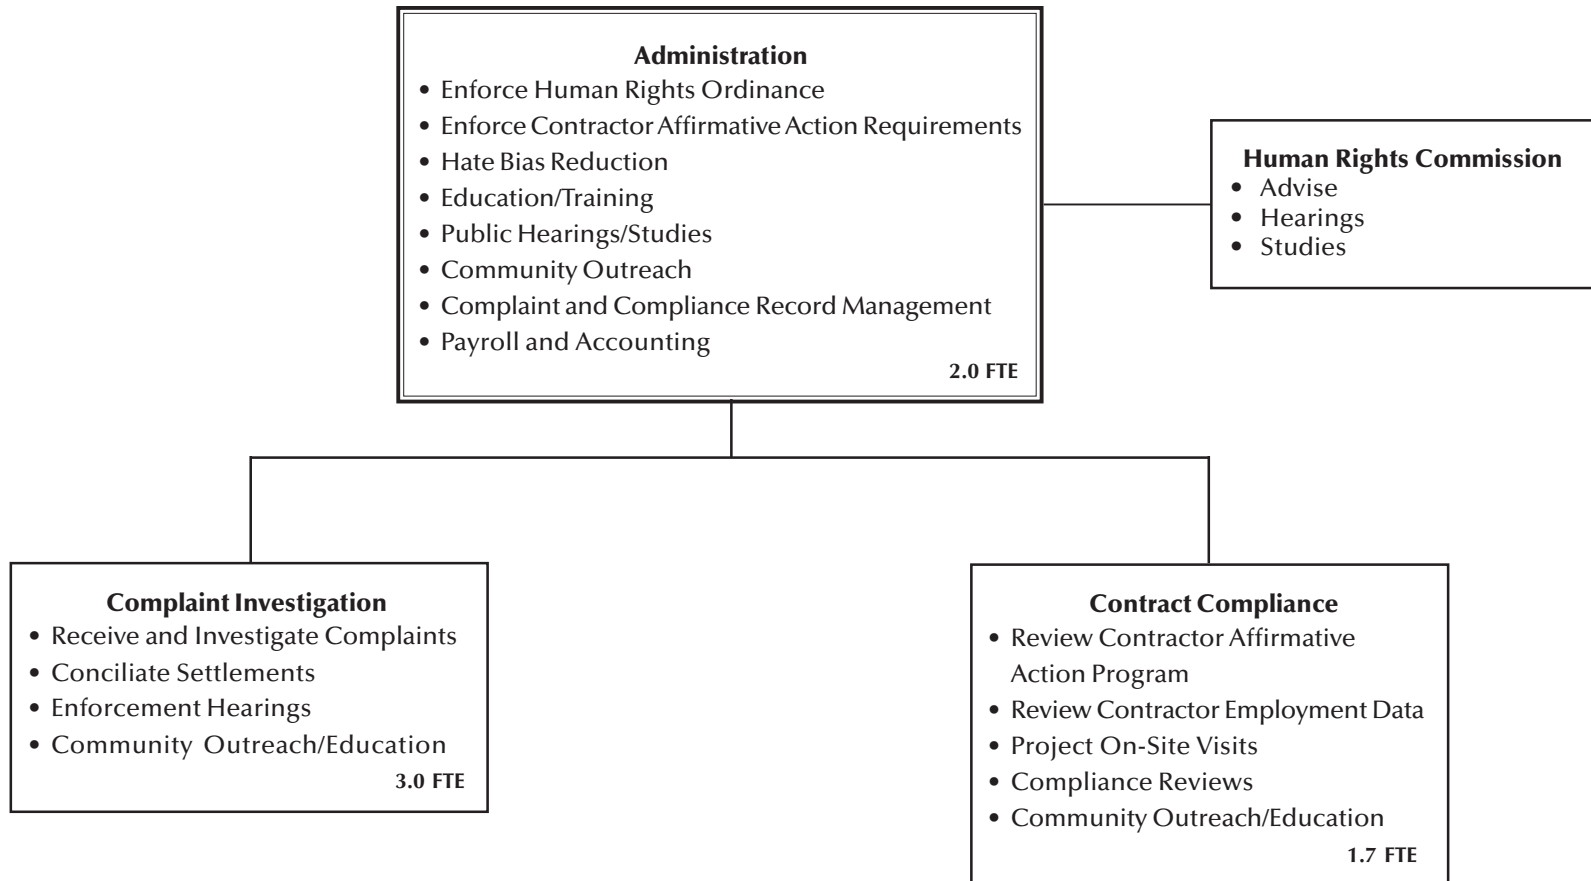 Administration
• Enforce Human Rights Ordinance
• Enforce Contractor Affirmative Action Requirements
• Hate Bias Reduction
• Education/Training
• Public Hearings/Studies
• Community Outreach
• Complaint and Compliance Record Management
• Payroll and Accounting
2.0 FTE
Human Rights Commission
• Advise
• Hearings
• Studies
Complaint Investigation
• Receive and Investigate Complaints
• Conciliate Settlements
• Enforcement Hearings
• Community Outreach/Education
3.0 FTE
Contract Compliance
• Review Contractor Affirmative
Action Program
• Review Contractor Employment Data
• Project On-Site Visits
• Compliance Reviews
• Community Outreach/Education
1.7 FTE